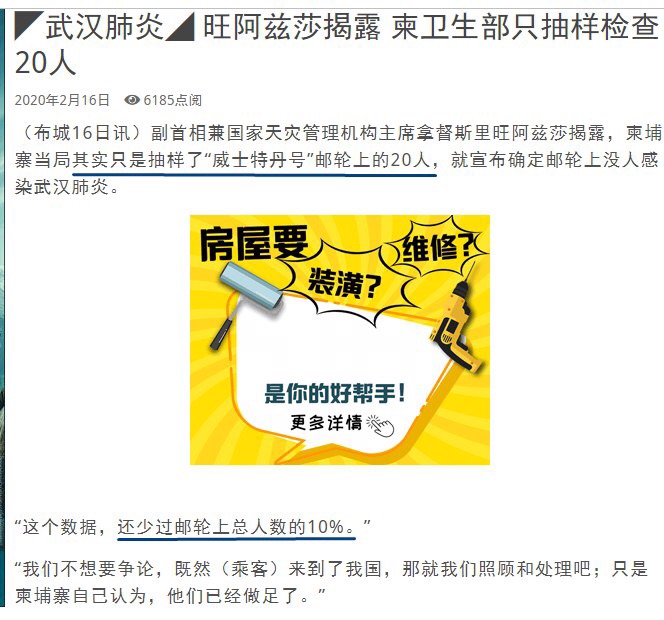 ◤武汉肺炎◢ 旺阿兹莎揭露 柬卫生部只抽样检查
20人
2020年2月16日 6185点阅
（布城16日讯）副首相兼国家天灾管理机构主席拿督斯里旺阿兹莎揭露，柬埔
寨当局其实只是抽样了“威士特丹号”邮轮上的20人，就宣布确定邮轮上没人感
染武汉肺炎。
房屋要
装潢？
维修？
是你的好帮手！
更多详情
“这个数据，还少过邮轮上总人数的10%。”
“我们不想要争论，既然（乘客）来到了我国，那就我们照顾和处理吧；只是
柬埔寨自己认为，他们已经做足了。”